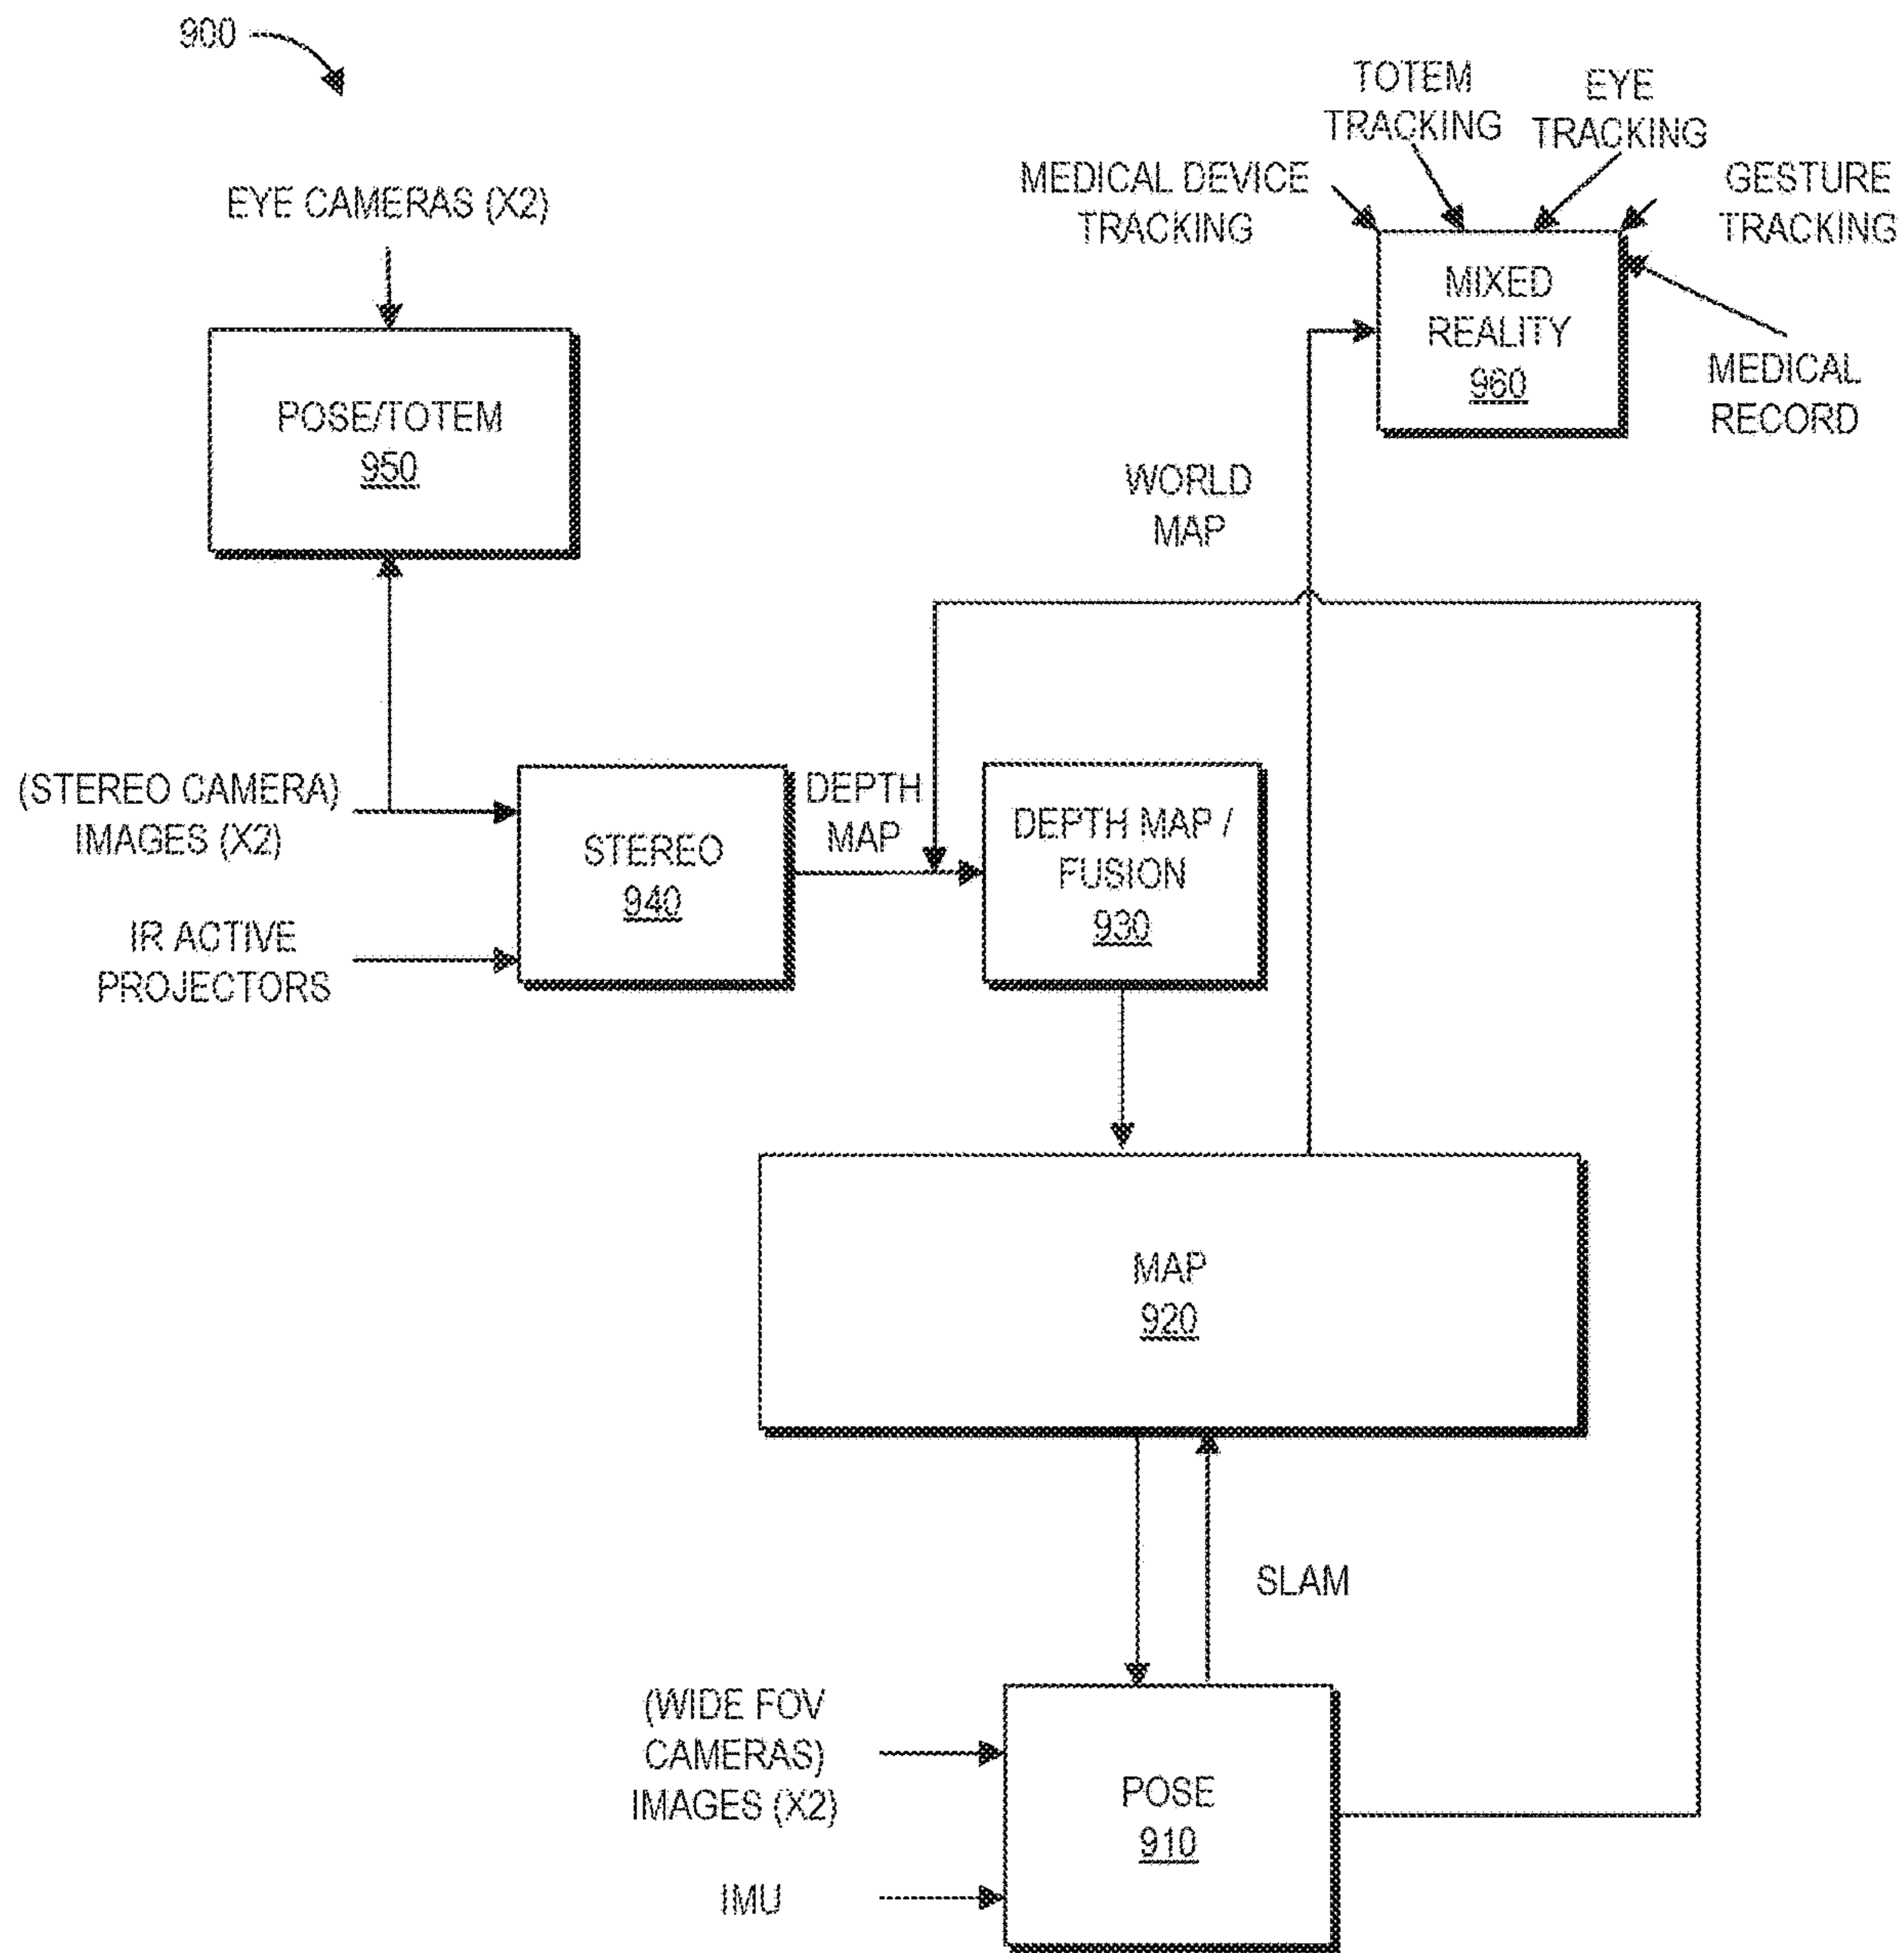 900
EYE CAMERAS (X2)
POSE/TOTEM
950
TOTEM
TRACKING
EYE
TRACKING
MEDICAL DEVICE
TRACKING
GESTURE
TRACKING
MIXED
REALITY
960
MEDICAL
RECORD
WORLD
MAP
(STEREO CAMERA)
IMAGES (X2)
IR ACTIVE
PROJECTORS
STEREO
940
DEPTH
MAP
DEPTH MAP /
FUSION
930
MAP
920
SLAM
(WIDE FOV
CAMERAS)
IMAGES (X2)
IMU
POSE
910